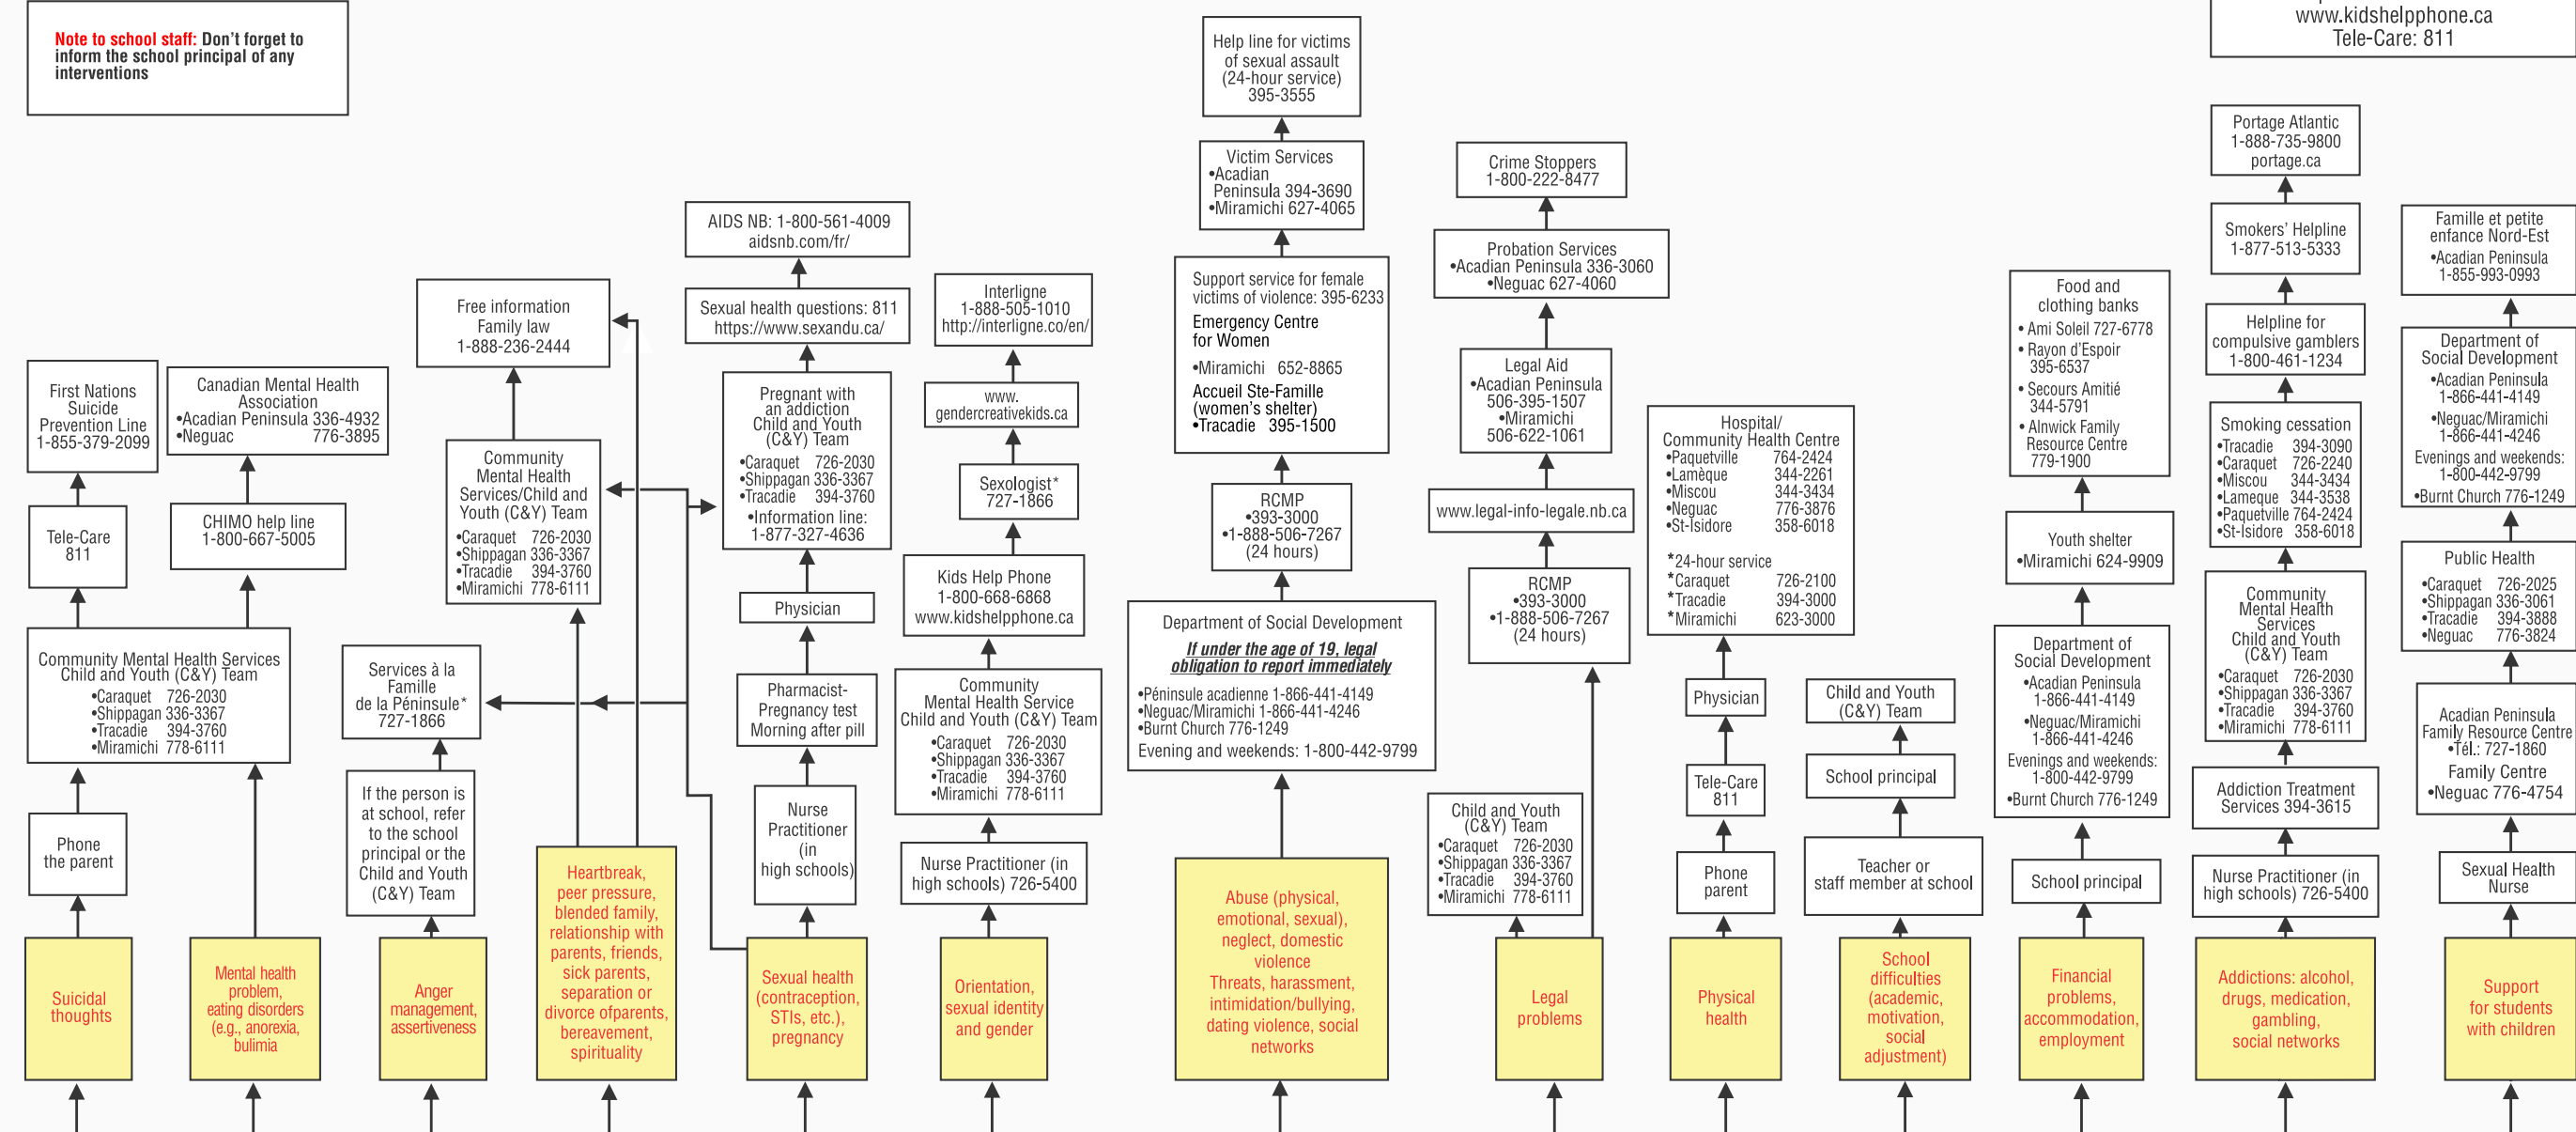 Note to school staff: Don't forget to
inform the school principal of any
interventions
www.kidshelpphone.ca
Tele-Care: 811
First Nations
Suicide
Prevention Line
1-855-379-2099
Tele-Care
811
Canadian Mental Health
Association
•Acadian Peninsula 336-4932
•Neguac 776-3895
CHIMO help line
1-800-667-5005
Community Mental Health Services
Child and Youth (C&Y) Team
•Caraquet 726-2030
•Shippagan 336-3367
•Tracadie 394-3760
•Miramichi 778-6111
Phone
the parent
Suicidal
thoughts
Mental health
problem,
eating disorders
(e.g., anorexia,
bulimia
Services à la
Famille
de la Péninsule*
727-1866
If the person is
at school, refer
to the school
principal or the
Child and Youth
(C&Y) Team
Anger
management,
assertiveness
Free information
Family law
1-888-236-2444
Community
Mental Health
Services/Child and
Youth (C&Y) Team
•Caraquet 726-2030
•Shippagan 336-3367
•Tracadie 394-3760
•Miramichi 778-6111
Heartbreak,
peer pressure,
blended family,
relationship with
parents, friends,
sick parents,
separation or
divorce ofparents,
bereavement,
spirituality
AIDS NB: 1-800-561-4009
aidsnb.com/fr/
Sexual health questions: 811
https://www.sexandu.ca/
Pregnant with
an addiction
Child and Youth
(C&Y) Team
•Caraquet 726-2030
•Shippagan 336-3367
•Tracadie 394-3760
•Information line:
1-877-327-4636
Physician
Pharmacist-
Pregnancy test
Morning after pill
Nurse
Practitioner
(in
high schools)
Sexual health
(contraception,
STIs, etc.),
pregnancy
Interligne
1-888-505-1010
http://interligne.co/en/
www.
gendercreativekids.ca
Sexologist*
727-1866
Kids Help Phone
1-800-668-6868
www.kidshelpphone.ca
Community
Mental Health Service
Child and Youth (C&Y) Team
•Caraquet 726-2030
•Shippagan 336-3367
•Tracadie 394-3760
•Miramichi 778-6111
Nurse Practitioner (in
high schools) 726-5400
Orientation,
sexual identity
and gender
Help line for victims
of sexual assault
(24-hour service)
395-3555
Victim Services
•Acadian
Peninsula 394-3690
•Miramichi 627-4065
Support service for female
victims of violence: 395-6233
Emergency Centre
for Women
•Miramichi 652-8865
Accueil Ste-Famille
(women's shelter)
•Tracadie 395-1500
RCMP
•393-3000
•1-888-506-7267
(24 hours)
Department of Social Development
If under the age of 19, legal
obligation to report immediately
•Péninsule acadienne 1-866-441-4149
•Neguac/Miramichi 1-866-441-4246
•Burnt Church 776-1249
Evening and weekends: 1-800-442-9799
Abuse (physical,
emotional, sexual),
neglect, domestic
violence
Threats, harassment,
intimidation/bullying,
dating violence, social
networks
Crime Stoppers
1-800-222-8477
Probation Services
•Acadian Peninsula 336-3060
•Neguac 627-4060
Legal Aid
•Acadian Peninsula
506-395-1507
•Miramichi
506-622-1061
www.legal-info-legale.nb.ca
RCMP
•393-3000
•1-888-506-7267
(24 hours)
Child and Youth
(C&Y) Team
•Caraquet 726-2030
•Shippagan 336-3367
•Tracadie 394-3760
•Miramichi 778-6111
Legal
problems
Hospital/
Community Health Centre
•Paquetville 764-2424
•Lamèque 344-2261
•Miscou 344-3434
•Neguac 776-3876
•St-Isidore 358-6018
*24-hour service
*Caraquet 726-2100
*Tracadie 394-3000
*Miramichi 623-3000
Physician
Tele-Care
811
Phone
parent
Physical
health
Child and Youth
(C&Y) Team
School principal
Teacher or
staff member at school
School
difficulties
(academic,
motivation,
social
adjustment)
Food and
clothing banks
• Ami Soleil 727-6778
• Rayon d'Espoir
395-6537
• Secours Amitié
344-5791
• Alnwick Family
Resource Centre
779-1900
Youth shelter
•Miramichi 624-9909
Department of
Social Development
•Acadian Peninsula
1-866-441-4149
•Neguac/Miramichi
1-866-441-4246
Evenings and weekends:
1-800-442-9799
•Burnt Church 776-1249
School principal
Financial
problems,
accommodation,
employment
Portage Atlantic
1-888-735-9800
portage.ca
Smokers' Helpline
1-877-513-5333
Helpline for
compulsive gamblers
1-800-461-1234
Smoking cessation
•Tracadie 394-3090
•Caraquet 726-2240
•Miscou 344-3434
•Lameque 344-3538
•Paquetville 764-2424
•St-Isidore 358-6018
Community
Mental Health
Services
Child and Youth
(C&Y) Team
•Caraquet 726-2030
•Shippagan 336-3367
•Tracadie 394-3760
•Miramichi 778-6111
Addiction Treatment
Services 394-3615
Nurse Practitioner (in
high schools) 726-5400
Addictions: alcohol,
drugs, medication,
gambling,
social networks
Famille et petite
enfance Nord-Est
•Acadian Peninsula
1-855-993-0993
Department of
Social Development
•Acadian Peninsula
1-866-441-4149
•Neguac/Miramichi
1-866-441-4246
Evenings and weekends:
1-800-442-9799
•Burnt Church 776-1249
Public Health
•Caraquet 726-2025
•Shippagan 336-3061
•Tracadie 394-3888
•Neguac 776-3824
Acadian Peninsula
Family Resource Centre
•Tél.: 727-1860
Family Centre
•Neguac 776-4754
Sexual Health
Nurse
Support
for students
with children